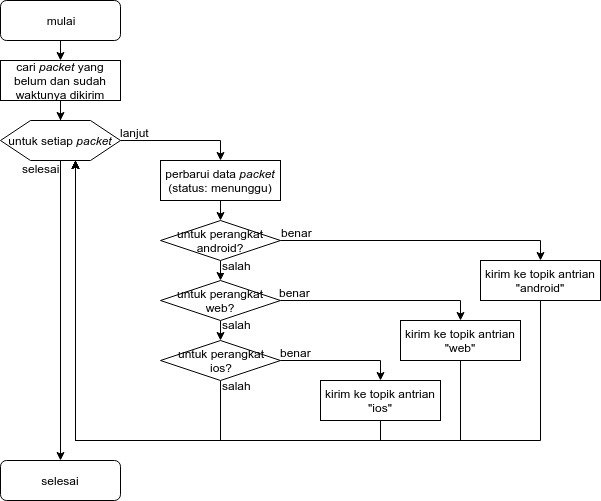 mulai
cari packet yang
belum dan sudah
waktunya dikirim
untuk setiap packet
lanjut
selesai
perbarui data packet
(status: menunggu)
untuk perangkat
android?
benar
salah
kirim ke topik antrian
"android"
untuk perangkat
web?
benar
salah
kirim ke topik antrian
"web"
untuk perangkat
ios?
benar
salah
kirim ke topik antrian
"ios"
selesai